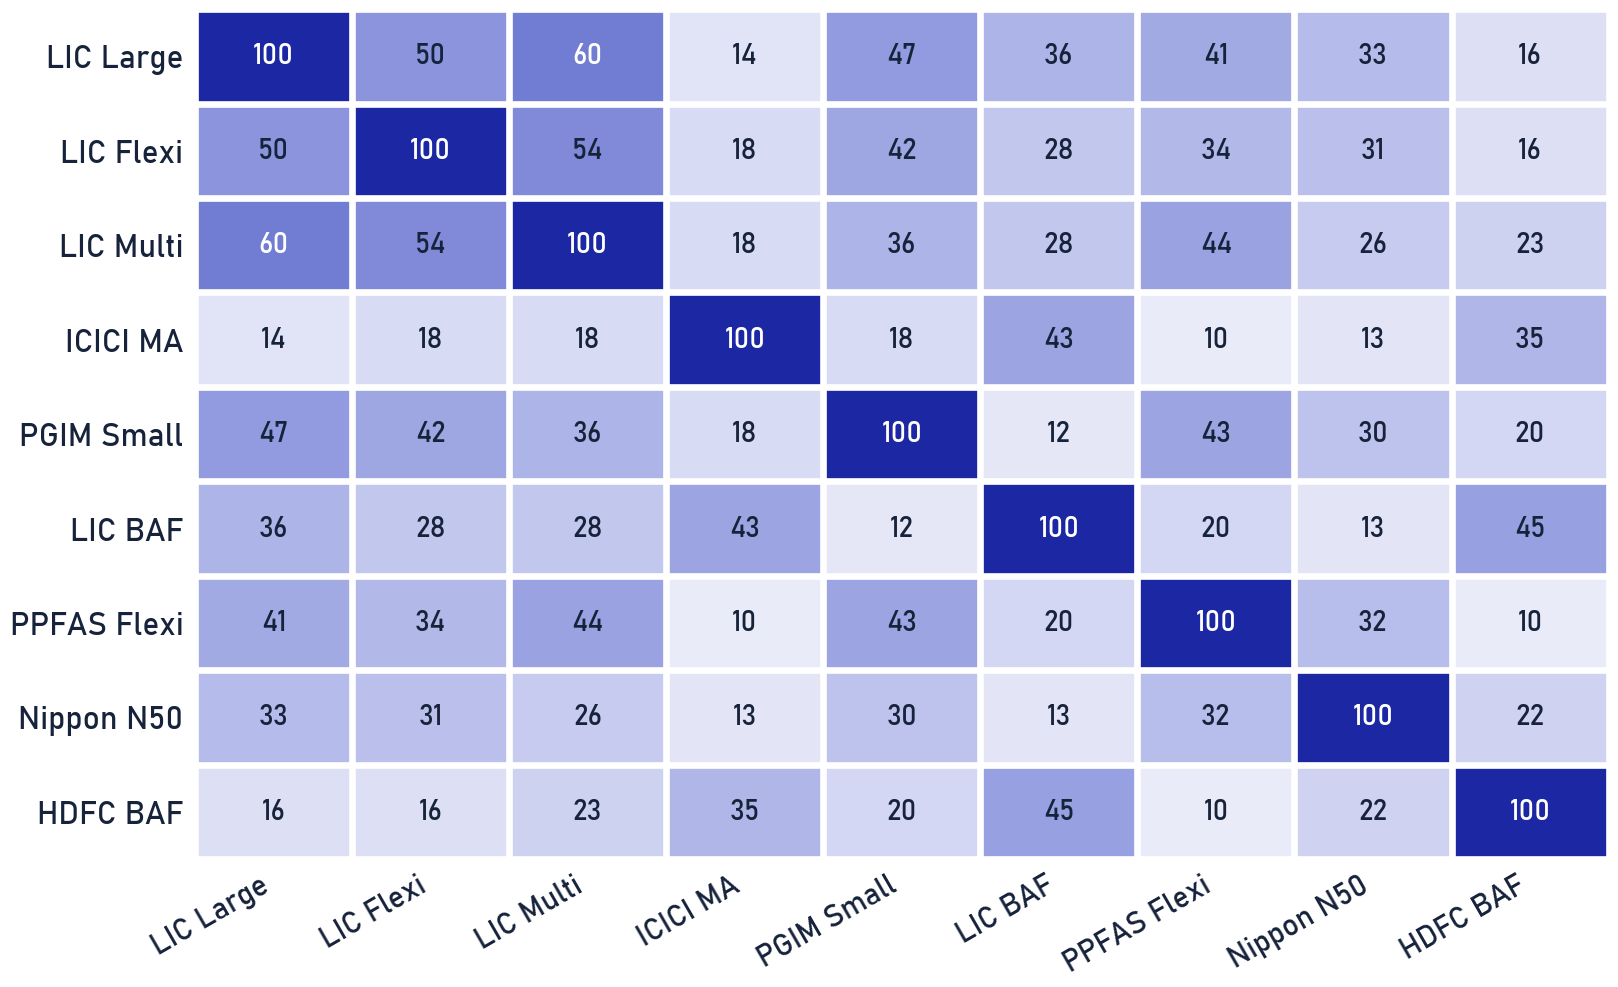 LIC Large 100 50 60 14 47 36 41 33 16
LIC Flexi 50 100 54 18 42 28 34 31 16
LIC Multi 60 54 100 18 36 28 44 26 23
ICICI MA 14 18 18 100 18 43 10 13 35
PGIM Small 47 42 36 18 100 12 43 30 20
LIC BAF 36 28 28 43 12 100 20 13 45
PPFAS Flexi 41 34 44 10 43 20 100 32 10
Nippon N50 33 31 26 13 30 13 32 100 22
HDFC BAF 16 16 23 35 20 45 10 22 100
LIC Large LIC Flexi LIC Multi ICICI MA PGIM Small LIC BAF PPFAS Flexi Nippon N50 HDFC BAF